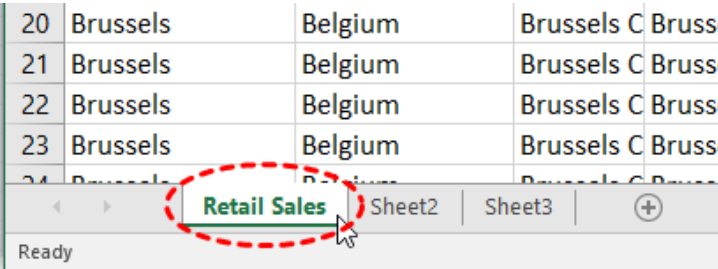 20 Brussels Belgium Brussels C Bruss
21 Brussels Belgium Brussels C Bruss
22 Brussels Belgium Brussels C Bruss
23 Brussels Belgium Brussels C Bruss
Retail Sales Sheet2 Sheet3
Ready